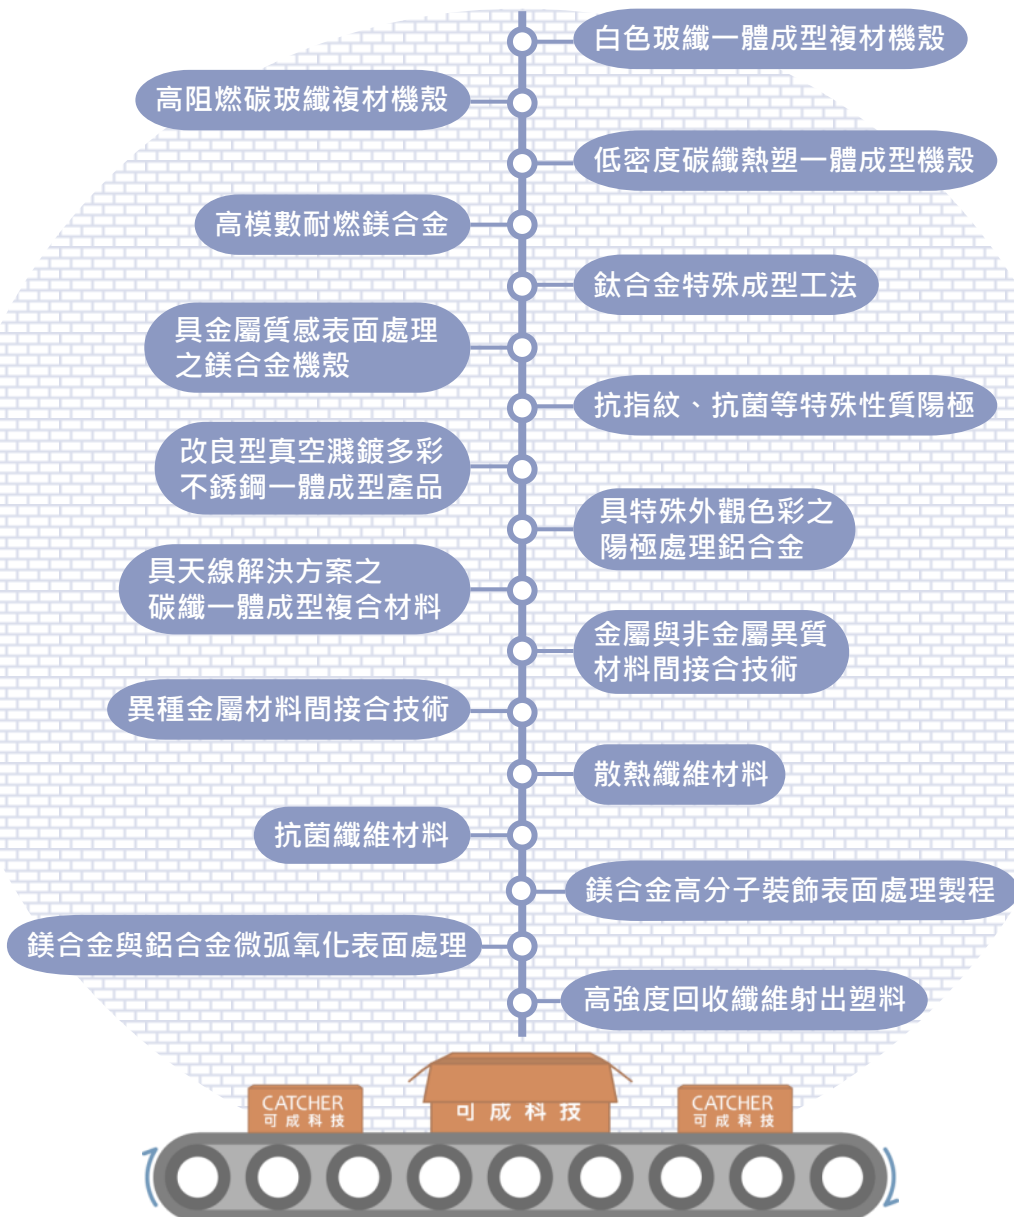 白色玻纖一體成型複材機殼
高阻燃碳玻纖複材機殼
低密度碳纖熱塑一體成型機殼
高模數耐燃鎂合金
鈦合金特殊成型工法
具金屬質感表面處理
之鎂合金機殼
抗指紋、抗菌等特殊性質陽極
改良型真空濺鍍多彩
不銹鋼一體成型產品
具特殊外觀色彩之
陽極處理鋁合金
具天線解決方案之
碳纖一體成型複合材料
金屬與非金屬異質
材料間接合技術
異種金屬材料間接合技術
散熱纖維材料
抗菌纖維材料
鎂合金高分子裝飾表面處理製程
鎂合金與鋁合金微弧氧化表面處理
高強度回收纖維射出塑料
CATCHER
可成科技
可成科技
CATCHER
可成科技